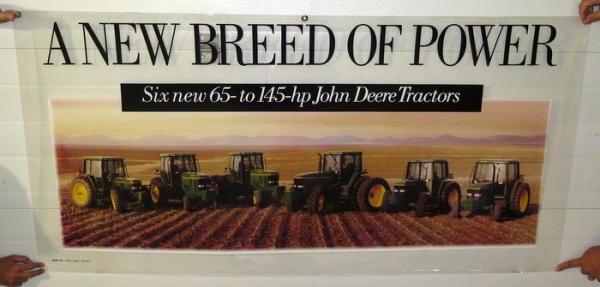 A NEW BREED OF POWER
Six new 65- to 145-hp John Deere Tractors